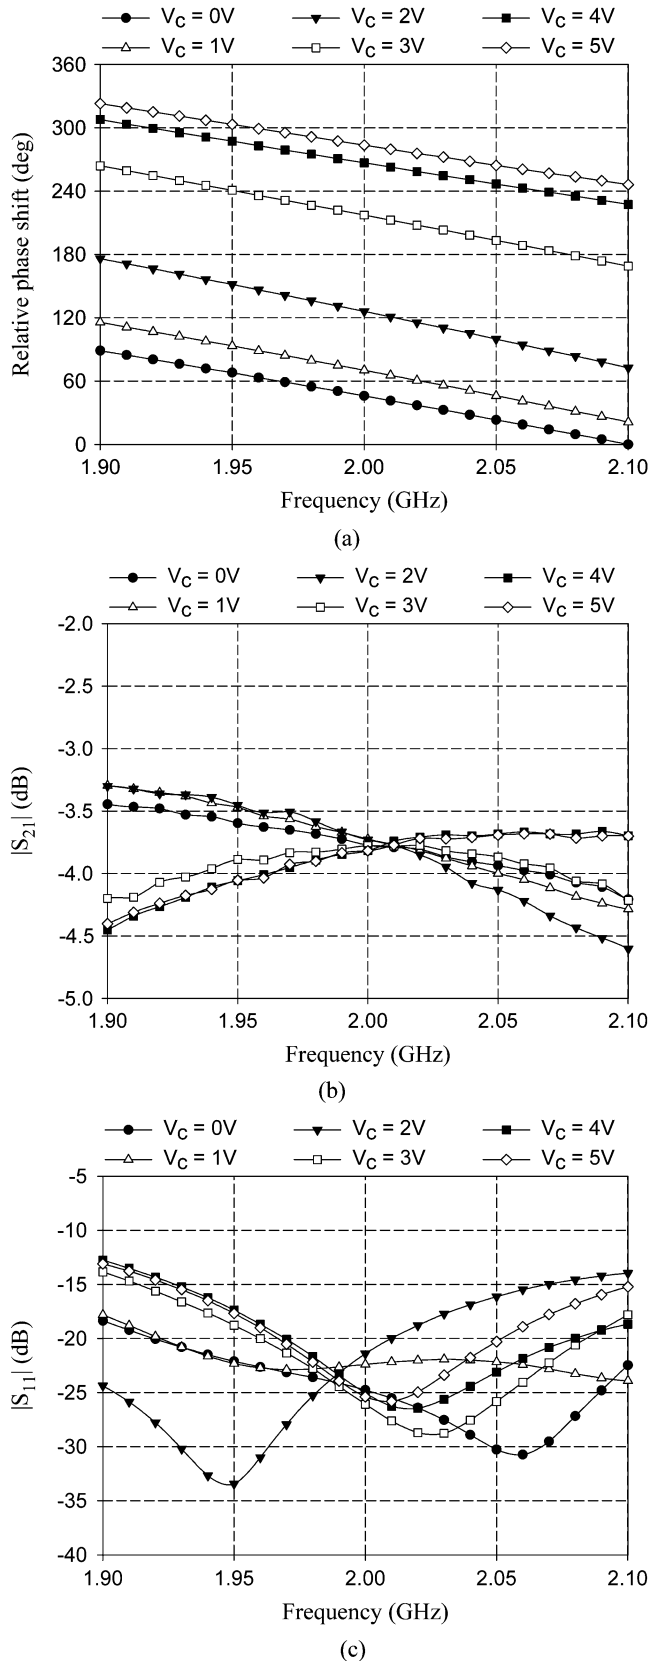 V_C = 0V V_C = 2V V_C = 4V
V_C = 1V V_C = 3V V_C = 5V
360
300
240
180
120
60
0
Relative phase shift (deg)
1.90 1.95 2.00 2.05 2.10
Frequency (GHz)
(a)
V_C = 0V V_C = 2V V_C = 4V
V_C = 1V V_C = 3V V_C = 5V
-2.0
-2.5
-3.0
-3.5
-4.0
-4.5
-5.0
|S_21| (dB)
1.90 1.95 2.00 2.05 2.10
Frequency (GHz)
(b)
V_C = 0V V_C = 2V V_C = 4V
V_C = 1V V_C = 3V V_C = 5V
-5
-10
-15
-20
-25
-30
-35
-40
|S_11| (dB)
1.90 1.95 2.00 2.05 2.10
Frequency (GHz)
(c)